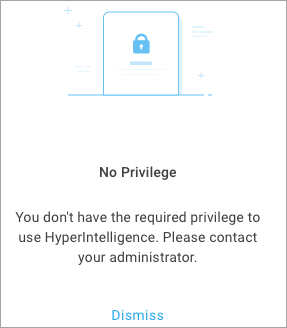 No Privilege
You don't have the required privilege to
use HyperIntelligence. Please contact
your administrator.
Dismiss